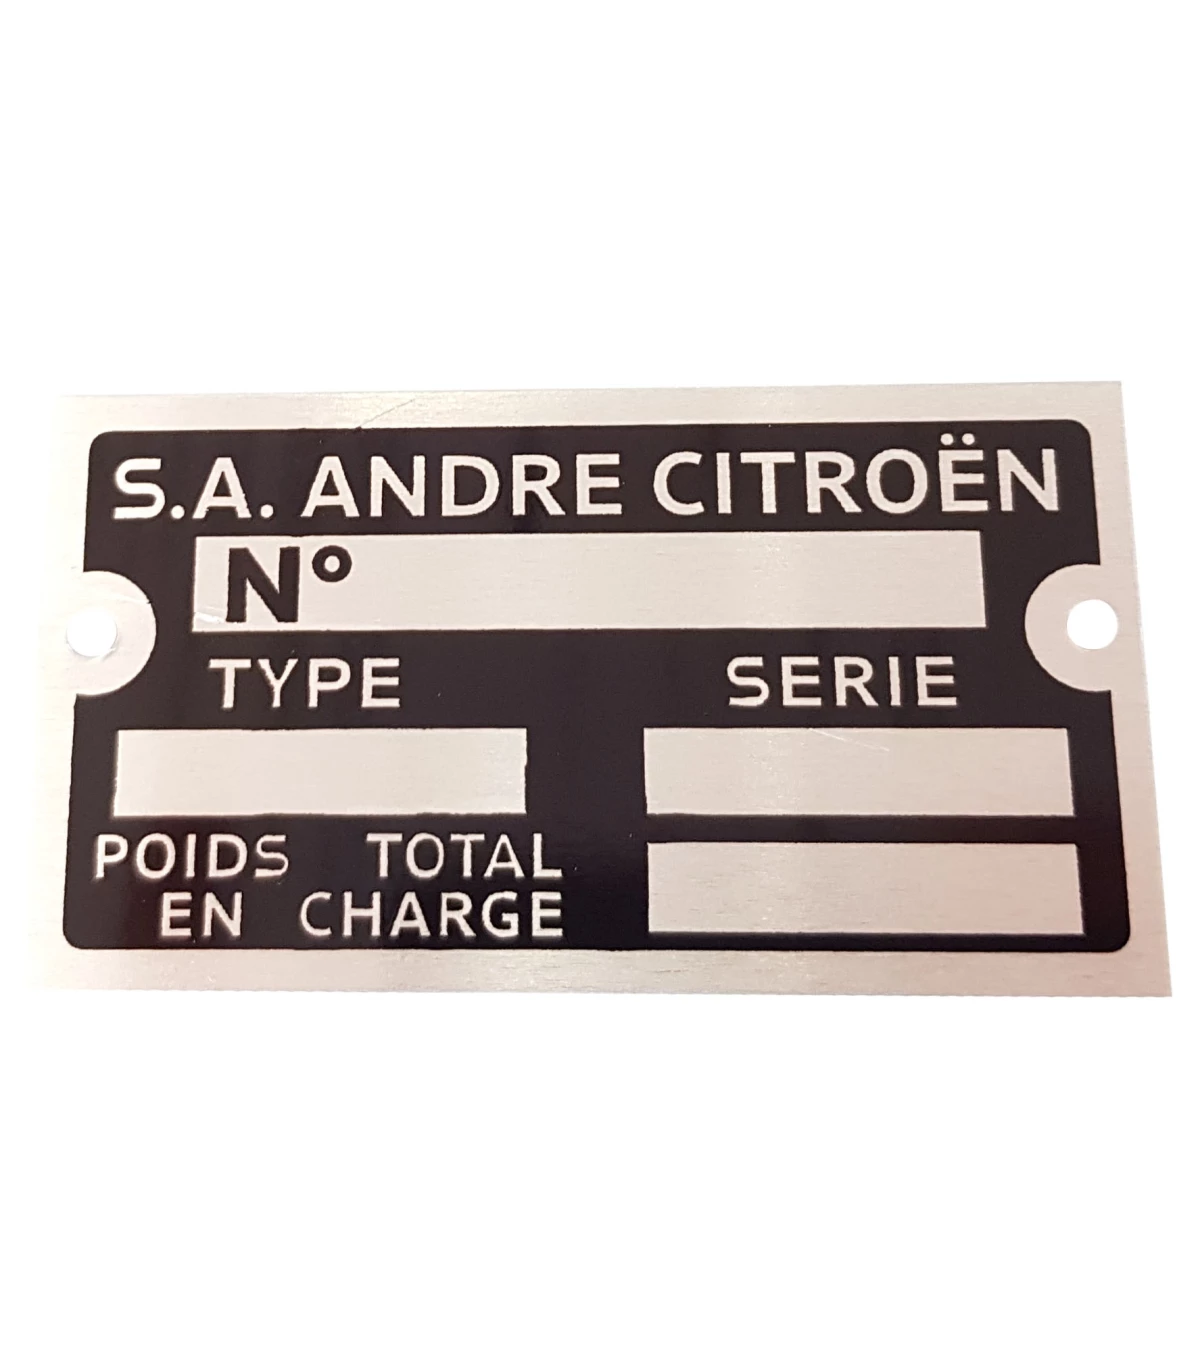 S.A. ANDRE CITROËN
N°
TYPE SERIE
POIDS TOTAL
EN CHARGE